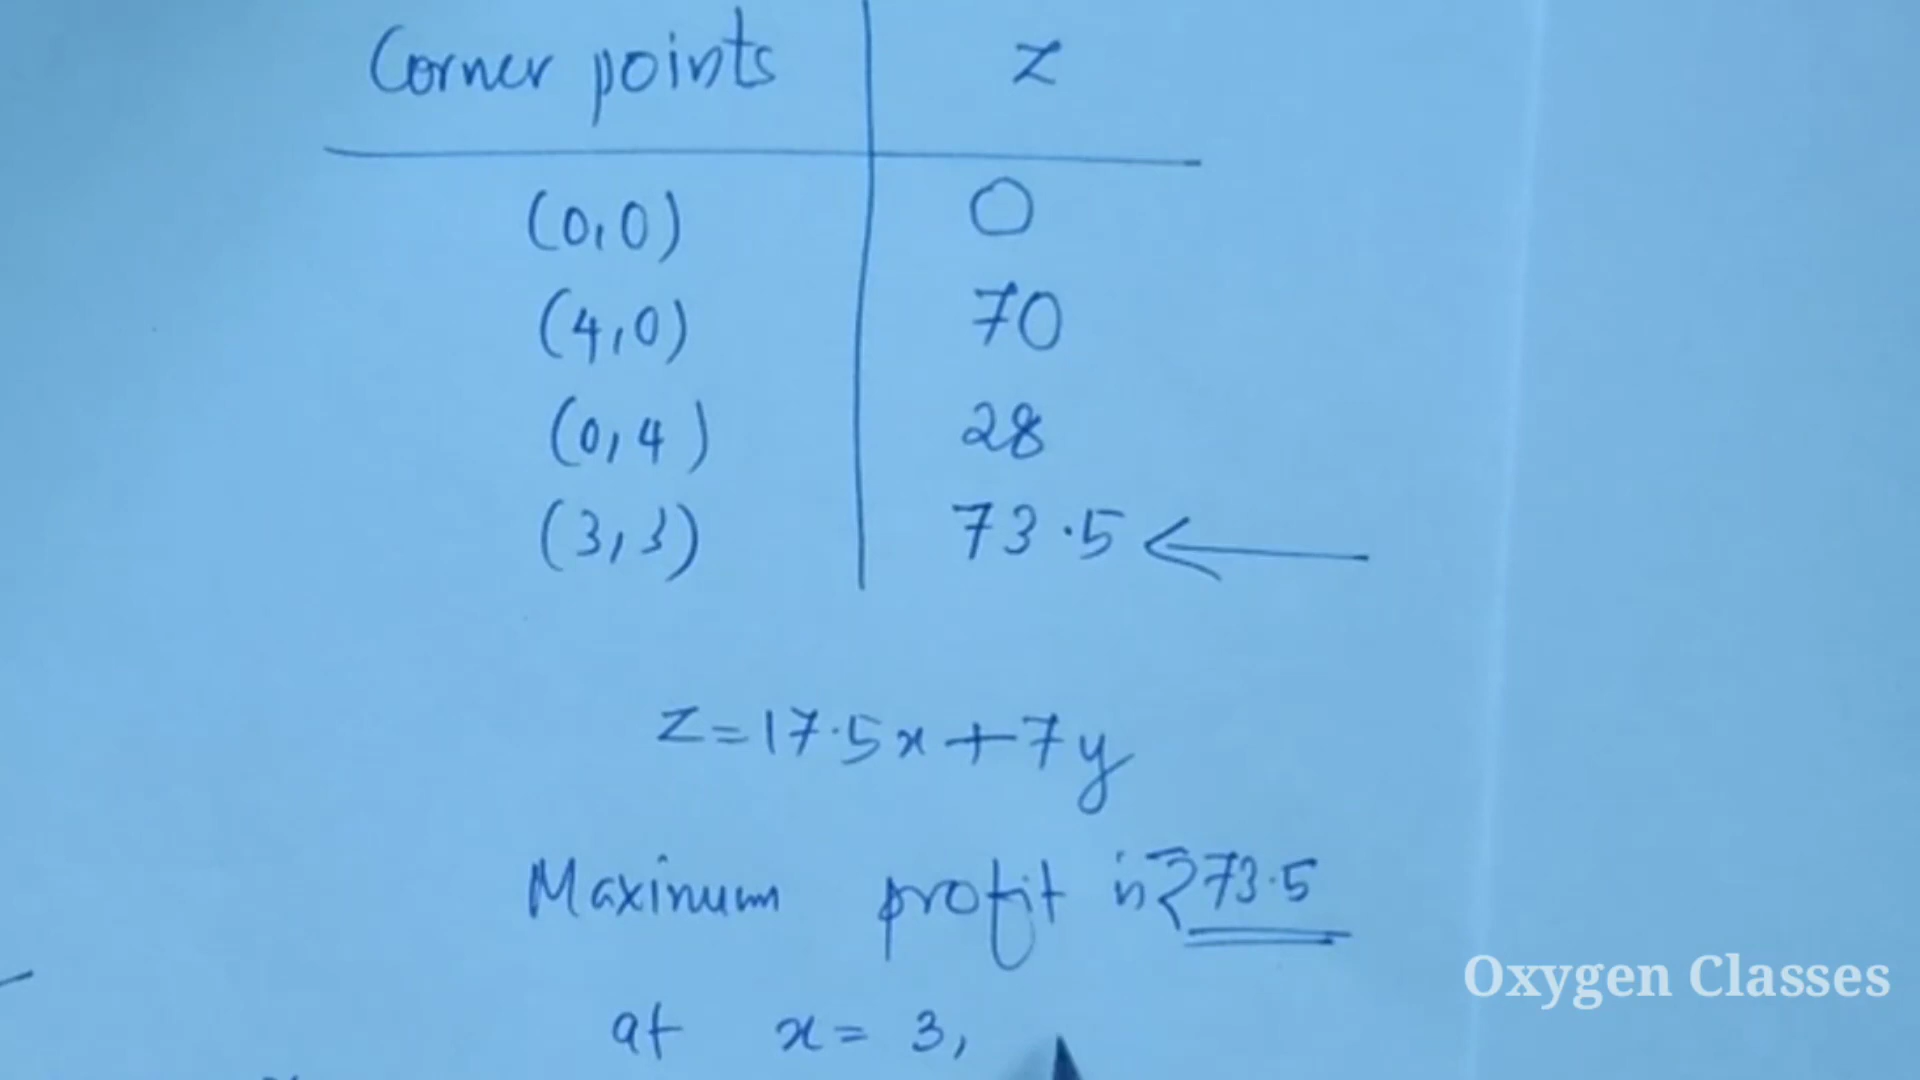 Corner points z
(0,0) 0
(4,0) 70
(0,4) 28
(3,3) 73.5
z=17.5x+7y
Maximum profit is ₹73.5
at x= 3,
Oxygen Classes